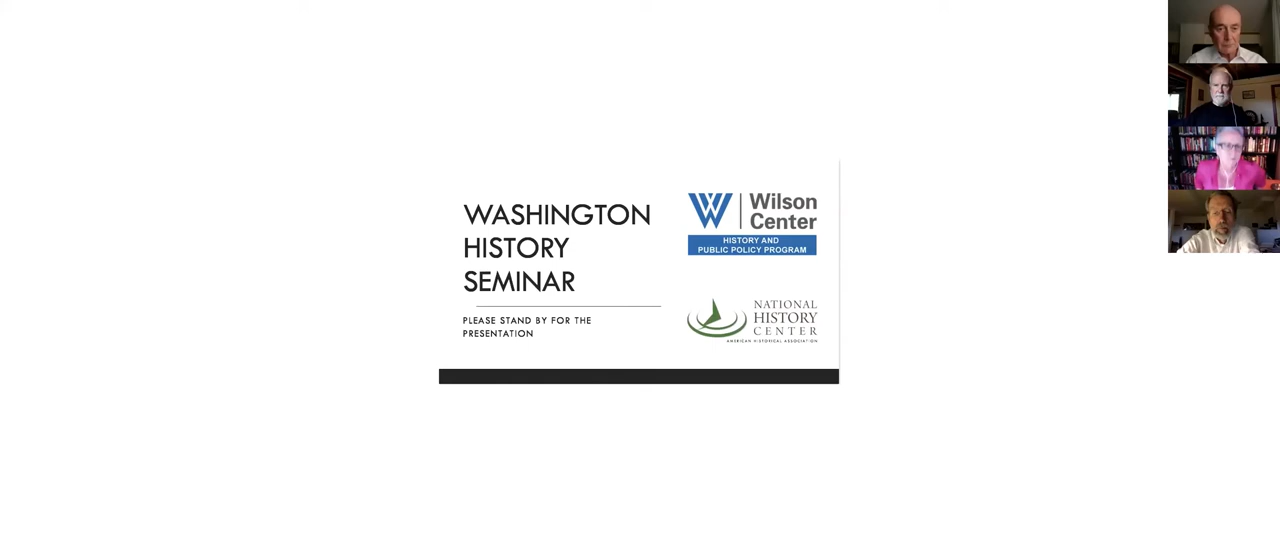 WASHINGTON
HISTORY
SEMINAR
PLEASE STAND BY FOR THE
PRESENTATION
Wilson
Center
HISTORY AND
PUBLIC POLICY PROGRAM
NATIONAL
HISTORY
CENTER
AMERICAN HISTORICAL ASSOCIATION